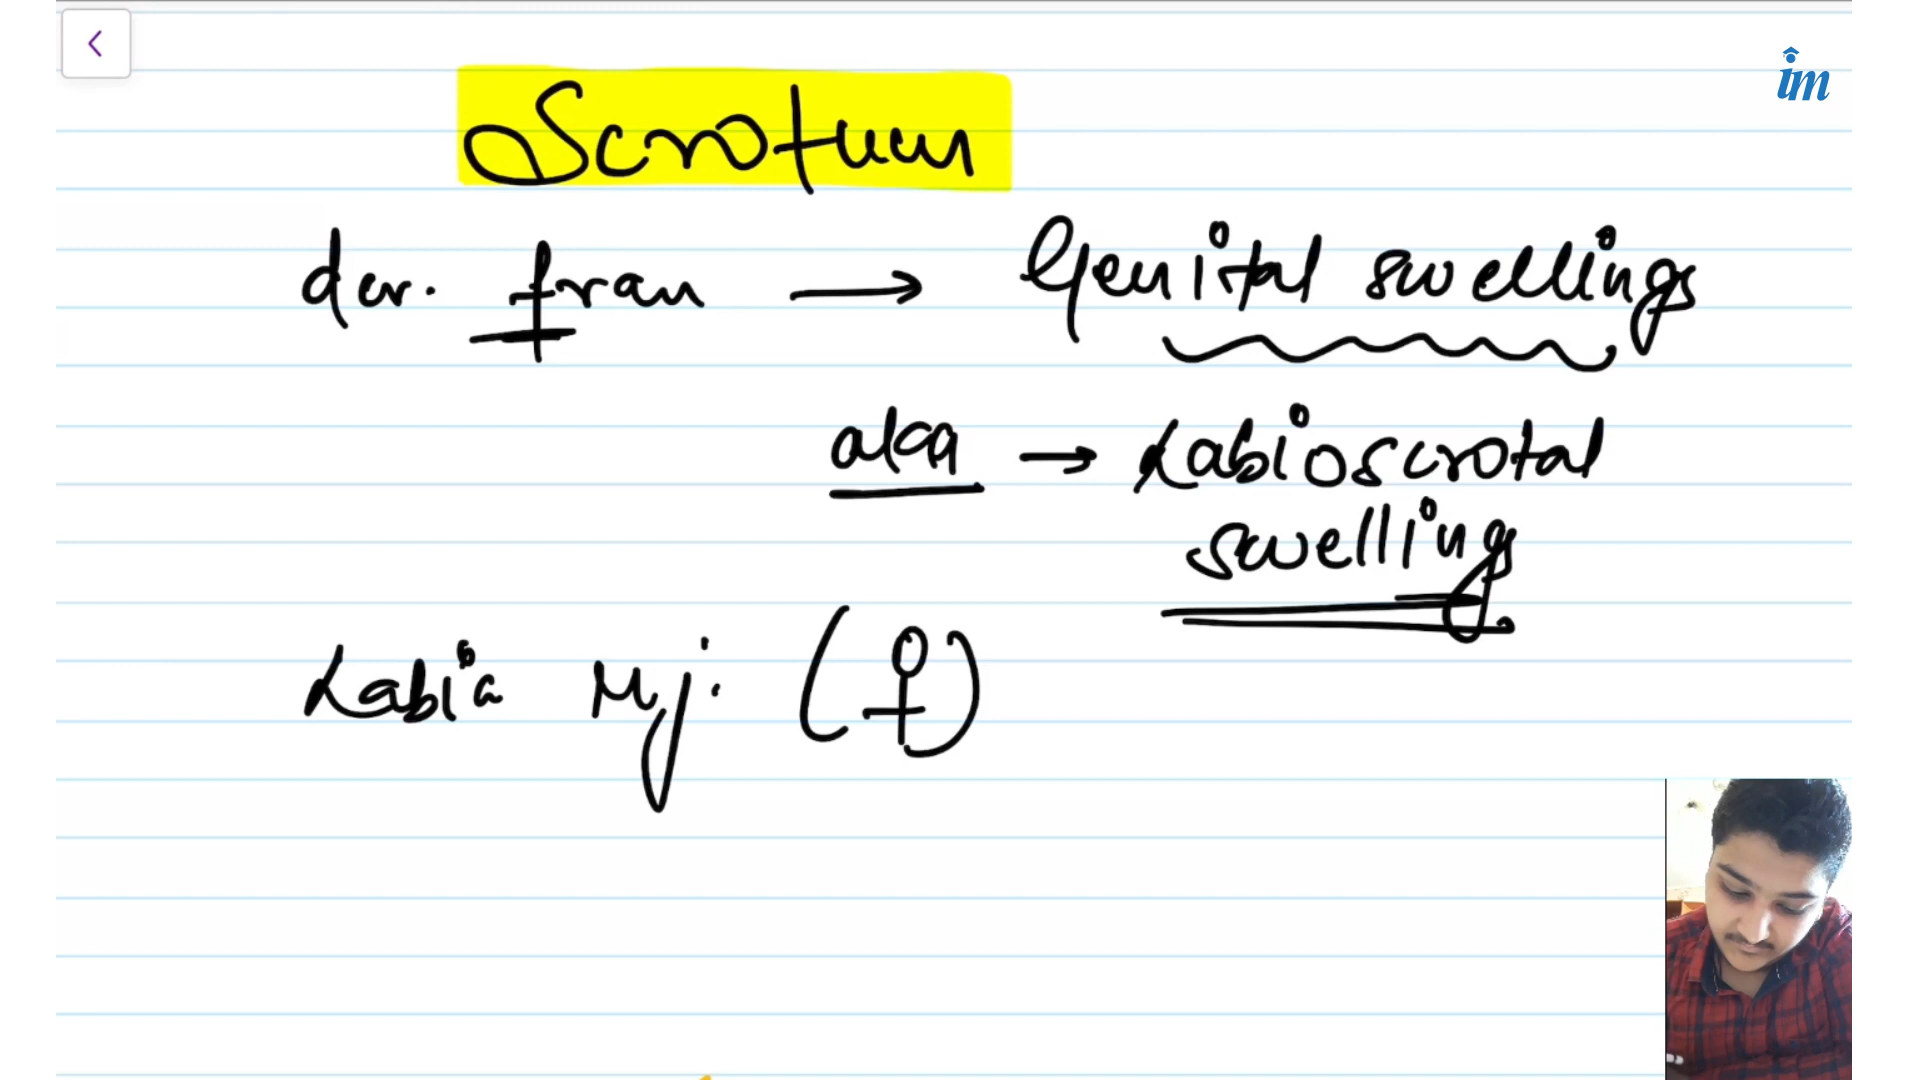 im
Scrotum
der. from → Genital swellings
aka → Labioscrotal
swelling
Labia Mj. (♀)